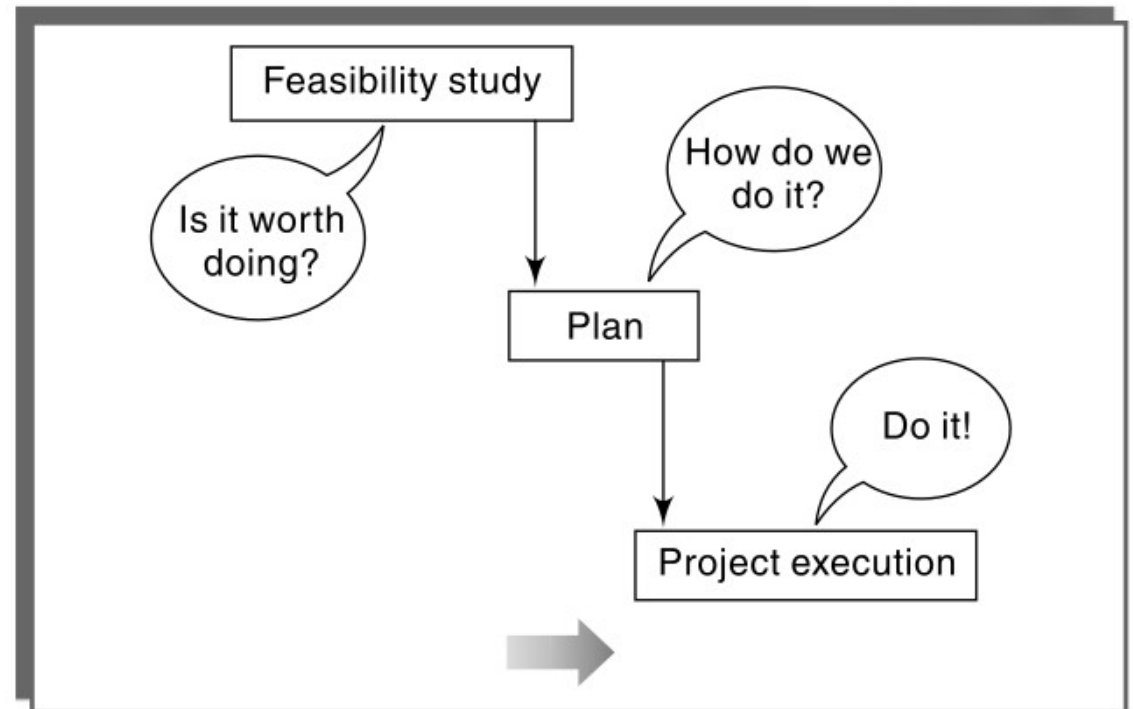 Feasibility study
Is it worth
doing?
How do we
do it?
Plan
Do it!
Project execution